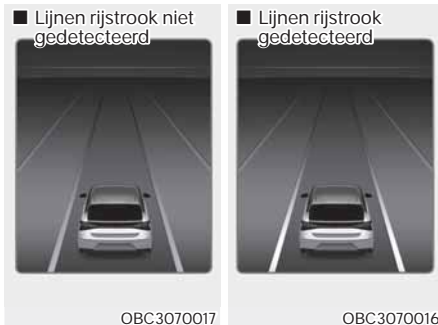 ■ Lijnen rijstrook niet
gedetecteerd
■ Lijnen rijstrook
gedetecteerd
OBC3070017
OBC3070016